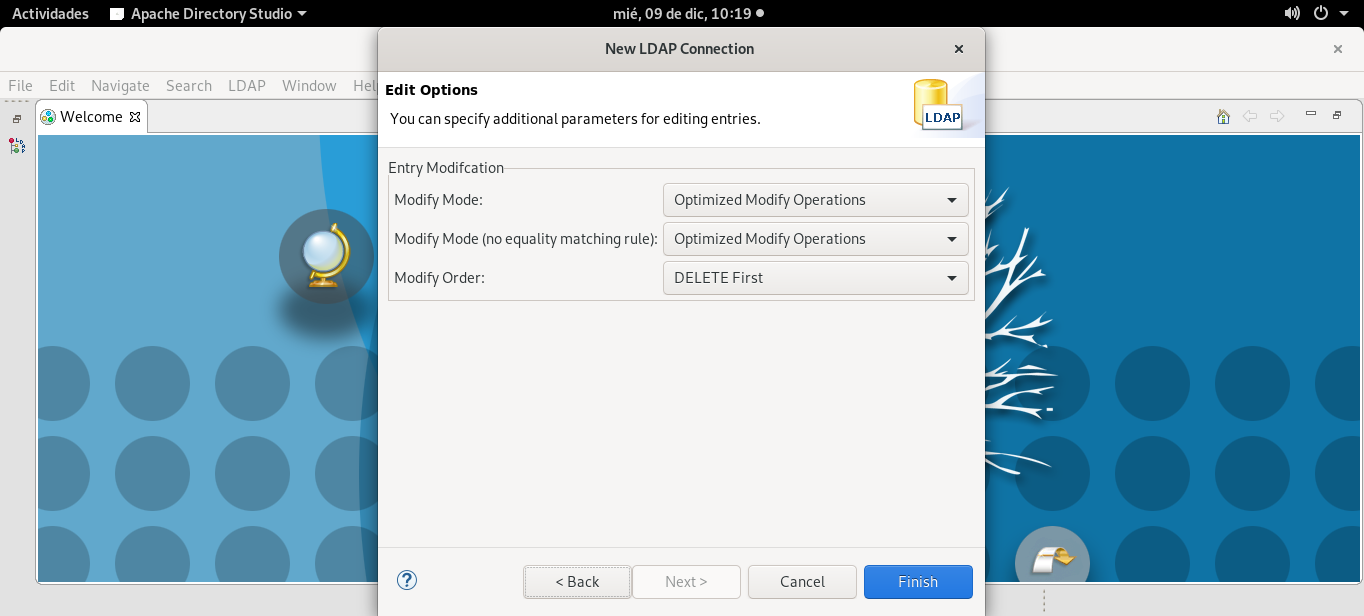 Actividades Apache Directory Studio mié, 09 de dic, 10:19
New LDAP Connection
File Edit Navigate Search LDAP Window Hel
Welcome
Edit Options
You can specify additional parameters for editing entries.
LDAP
Entry Modifcation
Modify Mode: Optimized Modify Operations
Modify Mode (no equality matching rule): Optimized Modify Operations
Modify Order: DELETE First
? < Back Next > Cancel Finish